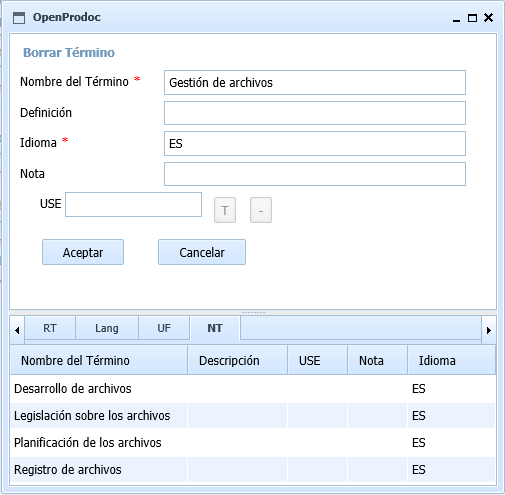 OpenProdoc
Borrar Término
Nombre del Término * Gestión de archivos
Definición
Idioma * ES
Nota
USE T -
Aceptar Cancelar
RT Lang UF NT
Nombre del Término Descripción USE Nota Idioma
Desarrollo de archivos ES
Legislación sobre los archivos ES
Planificación de los archivos ES
Registro de archivos ES